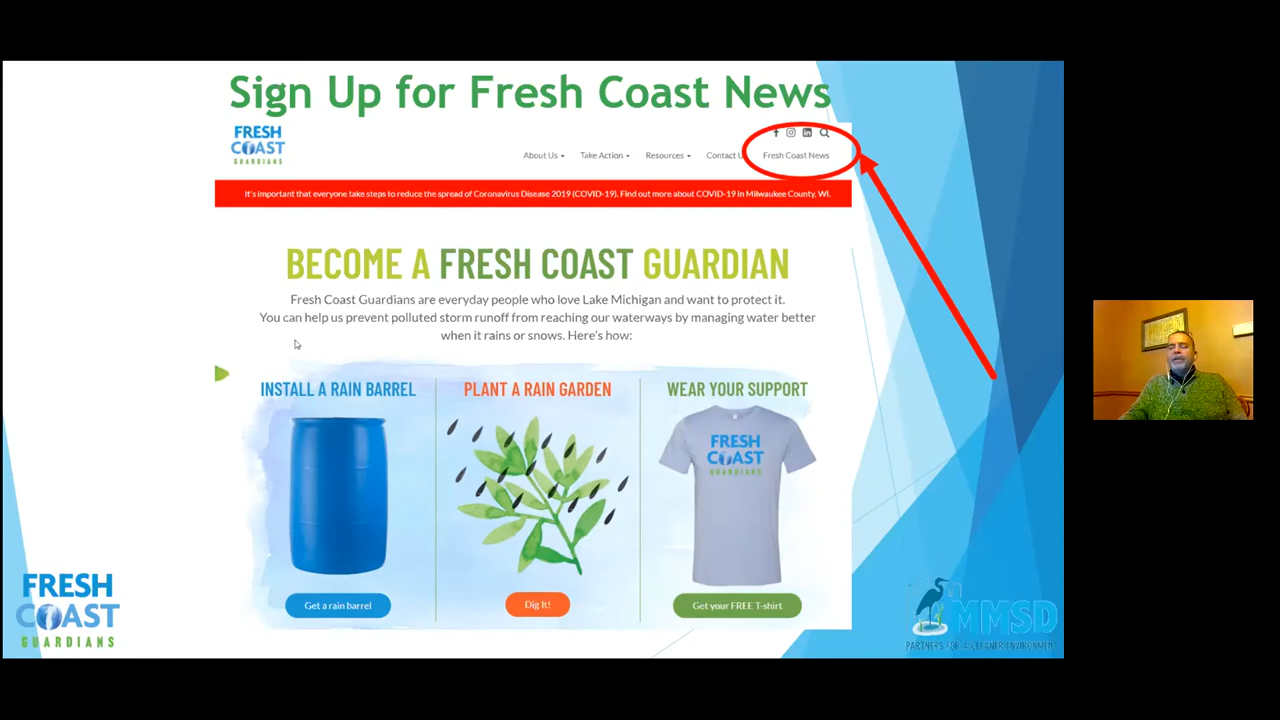 Sign Up for Fresh Coast News
FRESH
COAST
GUARDIANS
About Us
Take Action
Resources
Contact U
Fresh Coast News
It's important that everyone take steps to reduce the spread of Coronavirus Disease 2019 (COVID-19). Find out more about COVID-19 in Milwaukee County, WI.
BECOME A FRESH COAST GUARDIAN
Fresh Coast Guardians are everyday people who love Lake Michigan and want to protect it.
You can help us prevent polluted storm runoff from reaching our waterways by managing water better
when it rains or snows. Here's how:
INSTALL A RAIN BARREL
PLANT A RAIN GARDEN
WEAR YOUR SUPPORT
FRESH
COAST
GUARDIANS
Get a rain barrel
Dig It!
Get your FREE T-shirt
FRESH
COAST
GUARDIANS
MMSD
PARTNERS FOR A CLEANER ENVIRONMENT